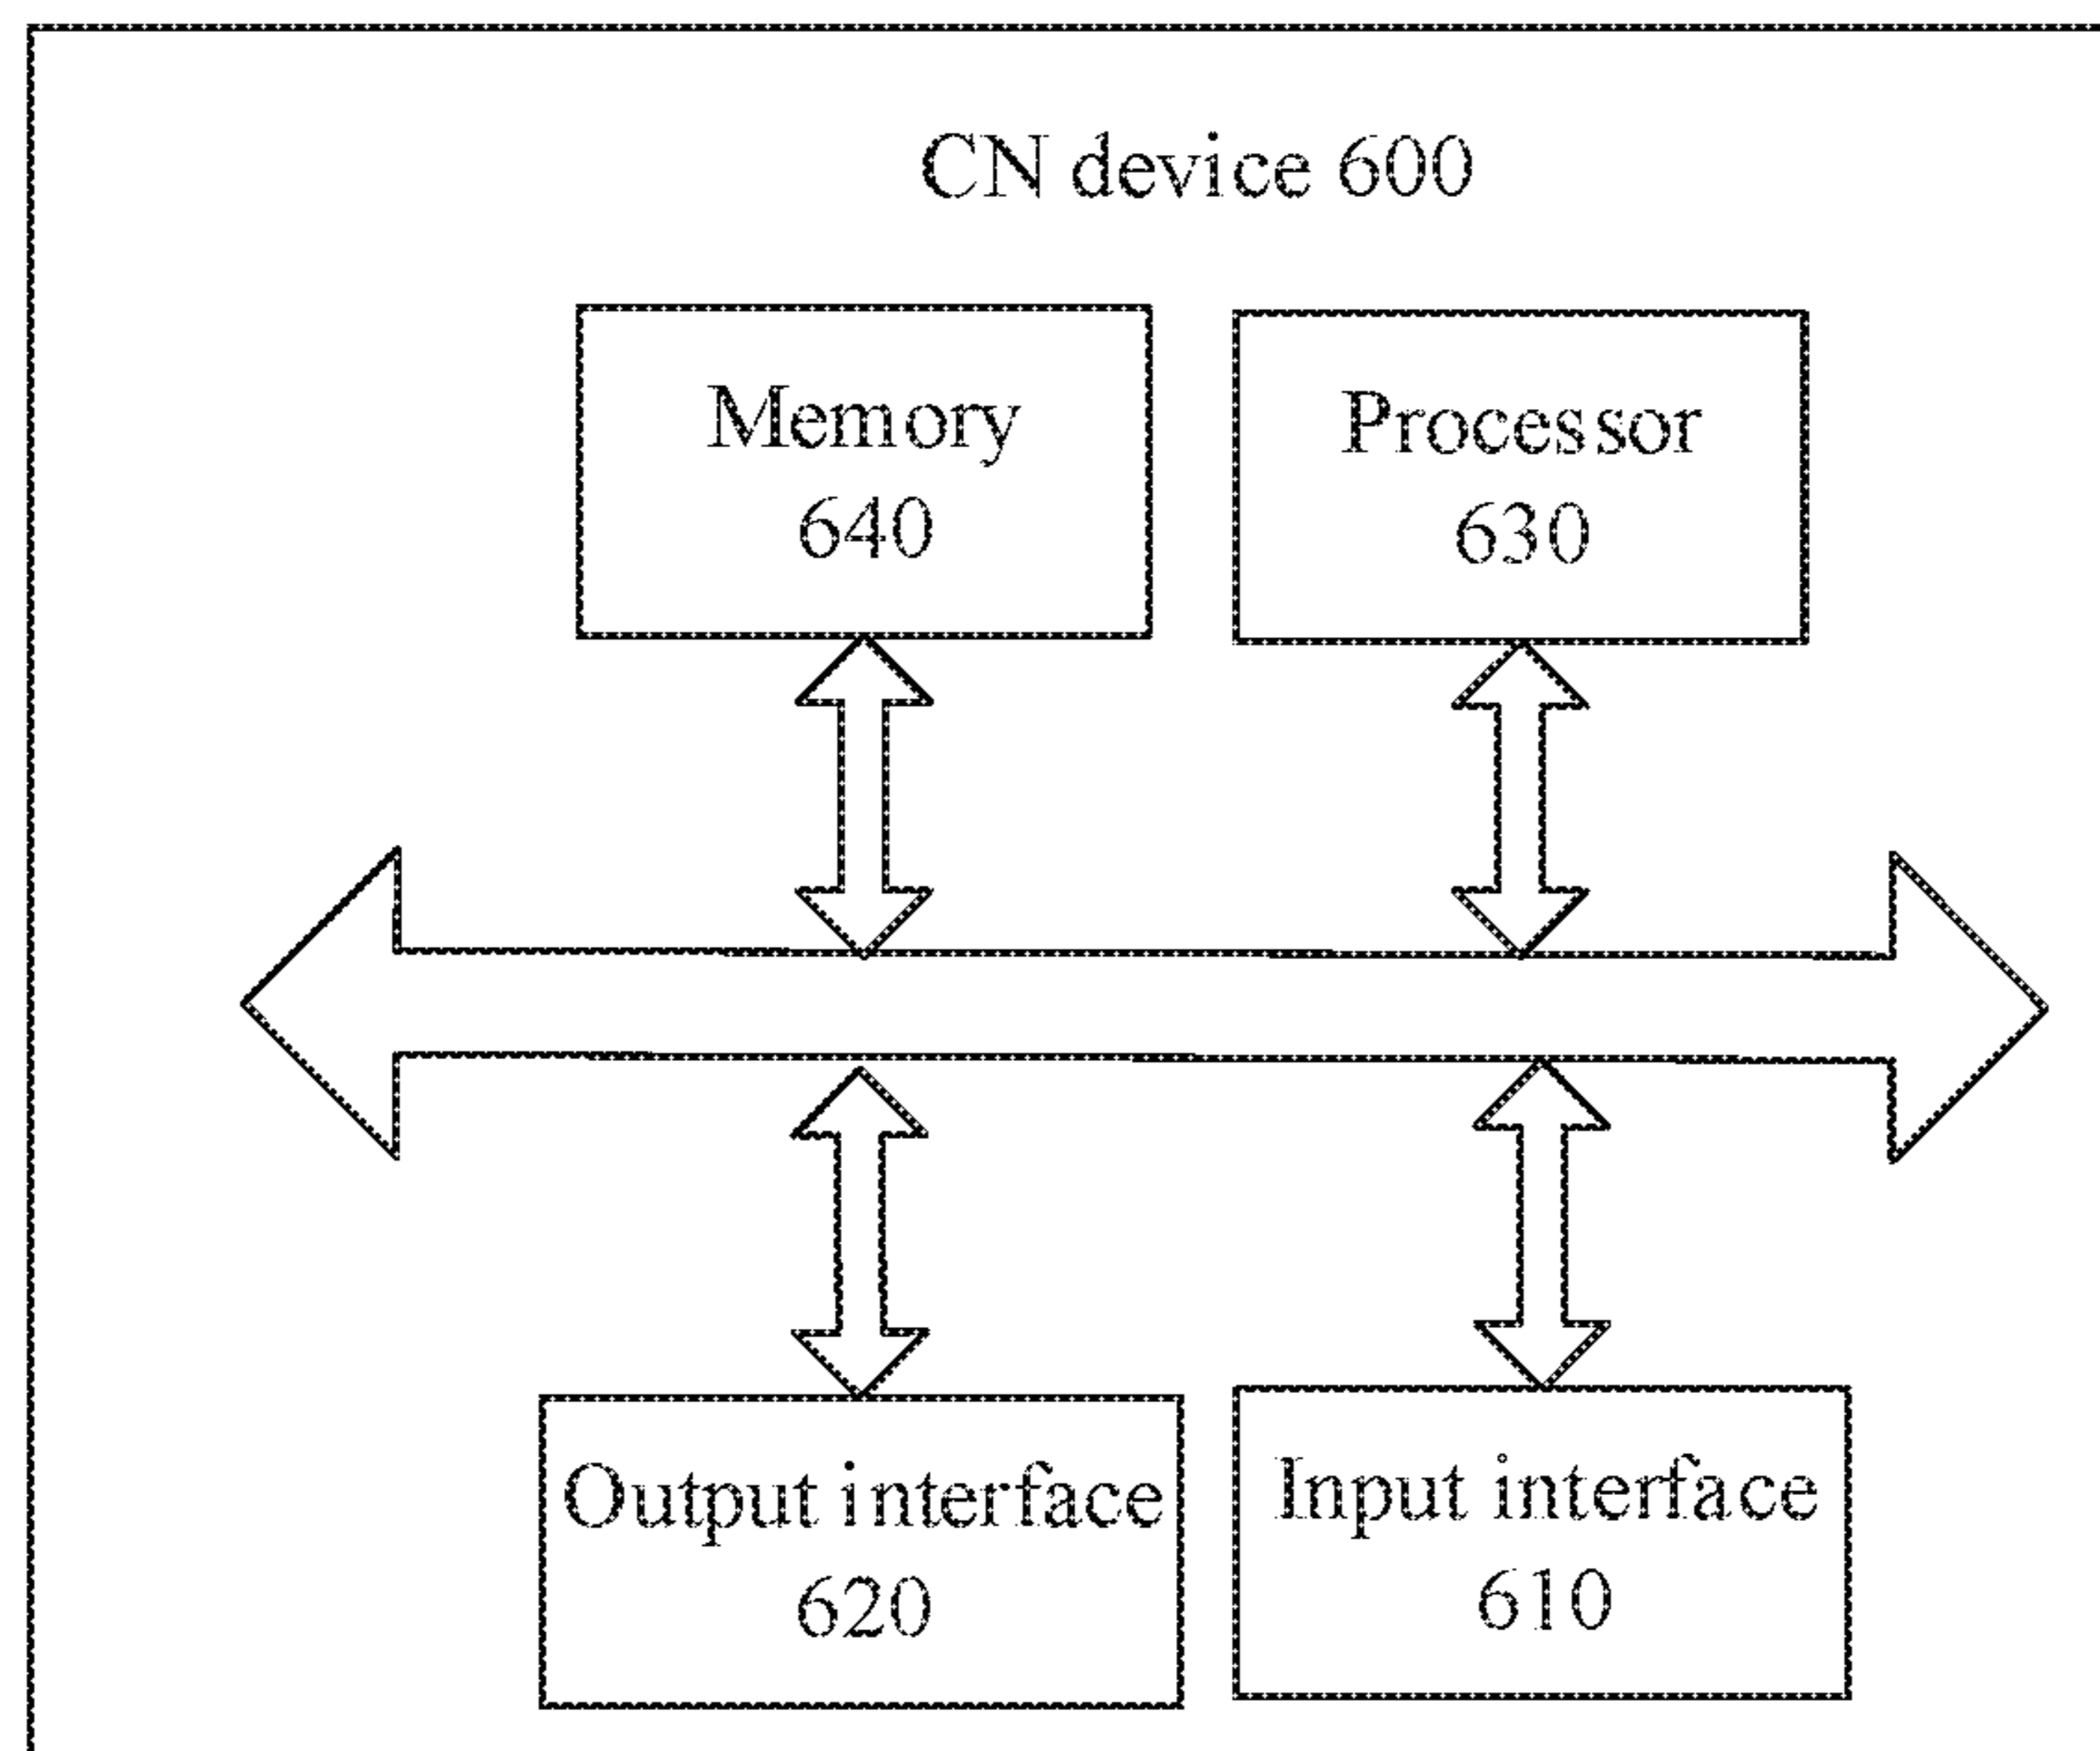 CN device 600
Memory
640
Processor
630
Output interface
620
Input interface
610